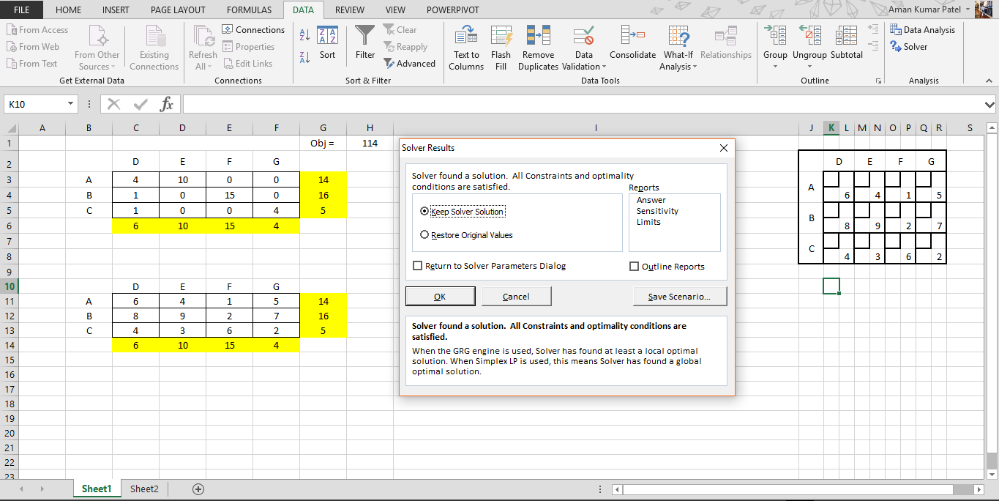 FILE HOME INSERT PAGE LAYOUT FORMULAS DATA REVIEW VIEW POWERPIVOT Aman Kumar Patel
From Access
From Web
From Text
From Other Sources
Existing Connections
Get External Data
Refresh All
Connections
Properties
Edit Links
Connections
A Z
Z A
Z A A Z
Sort
Filter
Clear
Reapply
Advanced
Sort & Filter
Text to Columns
Flash Fill
Remove Duplicates
Data Validation
Consolidate
What-If Analysis
Relationships
Data Tools
Group
Ungroup
Subtotal
Outline
Data Analysis
Solver
Analysis
K10 fx
A B C D E F G H I J K L M N O P Q R S
1 Obj = 114
2 D E F G D E F G
3 A 4 10 0 0 14
A 6 4 1 5
4 B 1 0 15 0 16
5 C 1 0 0 4 5
B 8 9 2 7
6 6 10 15 4
7
8 C 4 3 6 2
9
10 D E F G
11 A 6 4 1 5 14
12 B 8 9 2 7 16
13 C 4 3 6 2 5
14 6 10 15 4
15
16
17
18
19
20
21
22
23
Solver Results
Solver found a solution. All Constraints and optimality
conditions are satisfied.
Keep Solver Solution
Restore Original Values
Reports
Answer
Sensitivity
Limits
Return to Solver Parameters Dialog
Outline Reports
OK Cancel Save Scenario...
Solver found a solution. All Constraints and optimality conditions are
satisfied.
When the GRG engine is used, Solver has found at least a local optimal
solution. When Simplex LP is used, this means Solver has found a global
optimal solution.
Sheet1 Sheet2